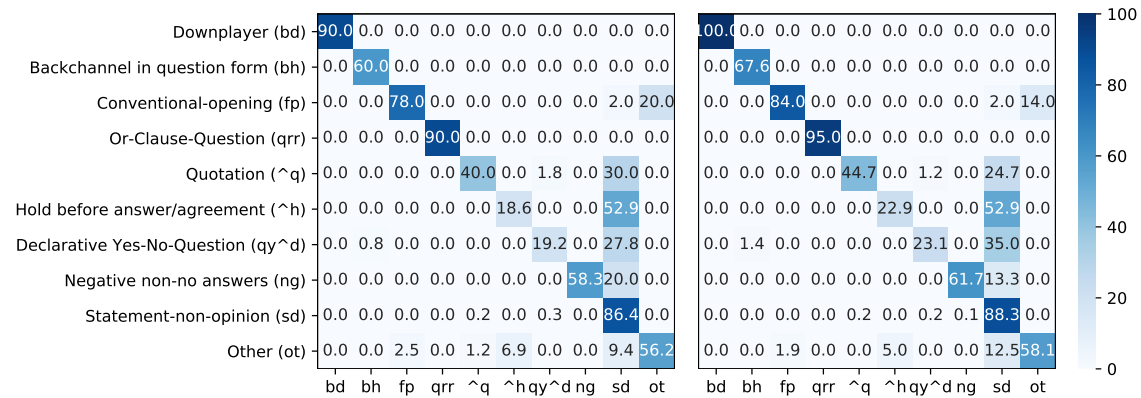 Downplayer (bd) 90.0 0.0 0.0 0.0 0.0 0.0 0.0 0.0 0.0 0.0 100.0 0.0 0.0 0.0 0.0 0.0 0.0 0.0 0.0 0.0 100
Backchannel in question form (bh) 0.0 60.0 0.0 0.0 0.0 0.0 0.0 0.0 0.0 0.0 0.0 67.6 0.0 0.0 0.0 0.0 0.0 0.0 0.0 0.0
Conventional-opening (fp) 0.0 0.0 78.0 0.0 0.0 0.0 0.0 0.0 2.0 20.0 0.0 0.0 84.0 0.0 0.0 0.0 0.0 0.0 2.0 14.0 80
Or-Clause-Question (qrr) 0.0 0.0 0.0 90.0 0.0 0.0 0.0 0.0 0.0 0.0 0.0 0.0 0.0 95.0 0.0 0.0 0.0 0.0 0.0 0.0
Quotation (^q) 0.0 0.0 0.0 0.0 40.0 0.0 1.8 0.0 30.0 0.0 0.0 0.0 0.0 0.0 44.7 0.0 1.2 0.0 24.7 0.0 60
Hold before answer/agreement (^h) 0.0 0.0 0.0 0.0 0.0 18.6 0.0 0.0 52.9 0.0 0.0 0.0 0.0 0.0 0.0 22.9 0.0 0.0 52.9 0.0 40
Declarative Yes-No-Question (qy^d) 0.0 0.8 0.0 0.0 0.0 0.0 19.2 0.0 27.8 0.0 0.0 1.4 0.0 0.0 0.0 0.0 23.1 0.0 35.0 0.0
Negative non-no answers (ng) 0.0 0.0 0.0 0.0 0.0 0.0 0.0 58.3 20.0 0.0 0.0 0.0 0.0 0.0 0.0 0.0 0.0 61.7 13.3 0.0 20
Statement-non-opinion (sd) 0.0 0.0 0.0 0.0 0.2 0.0 0.3 0.0 86.4 0.0 0.0 0.0 0.0 0.0 0.2 0.0 0.2 0.1 88.3 0.0
Other (ot) 0.0 0.0 2.5 0.0 1.2 6.9 0.0 0.0 9.4 56.2 0.0 0.0 1.9 0.0 0.0 5.0 0.0 0.0 12.5 58.1 0
bd bh fp qrr ^q ^h qy^d ng sd ot bd bh fp qrr ^q ^h qy^d ng sd ot